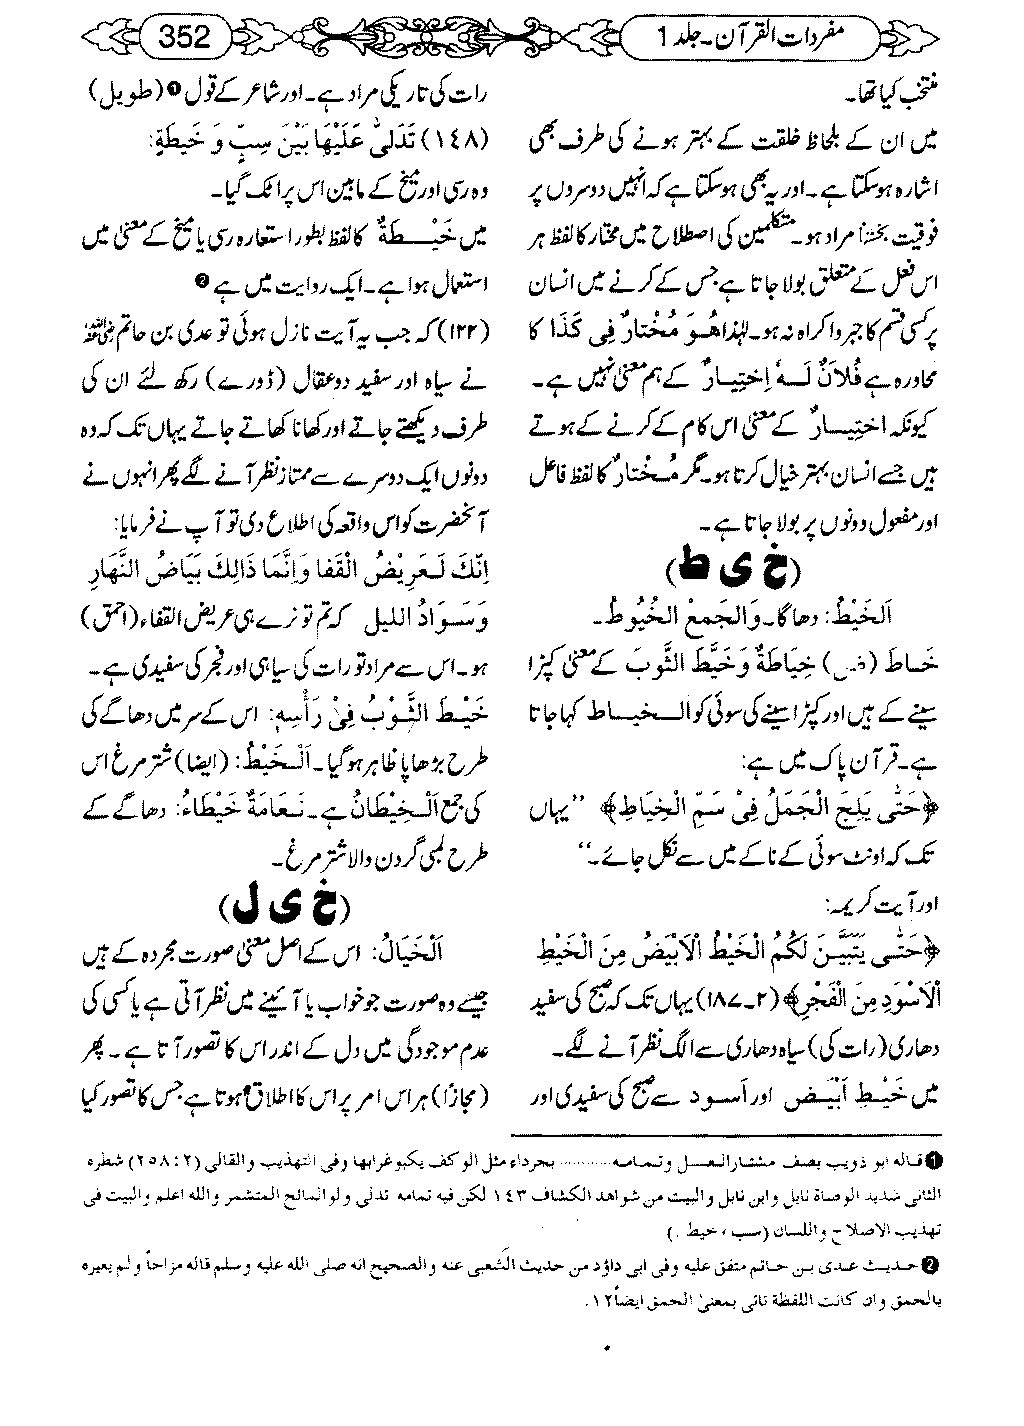 مفردات القرآن۔ جلد 1
352
منتخب کیا تھا۔
میں ان کے بلحاظ خلقت کے بہتر ہونے کی طرف بھی
اشارہ ہوسکتا ہے۔ اور یہ بھی ہوسکتا ہے کہ انہیں دوسروں پر
فوقیت بخشنا مراد ہو۔ متکلمین کی اصطلاح میں مختار کا لفظ ہر
اس فعل کے متعلق بولا جاتا ہے جس کے کرنے میں انسان
پر کسی قسم کا جبر و اکراہ نہ ہو۔ لہٰذا هُوَ مُخْتَارٌ فِی كَذَا کا
محاورہ ہے فُلَانٌ لَهٗ اِخْتِيارٌ کے ہم معنی نہیں ہے۔
کیونکہ اختیارٌ کے معنی اس کام کے کرنے کے ہوتے
ہیں جسے انسان بہتر خیال کرتا ہو۔ مگر مُخْتارٌ کا لفظ فاعل
اور مفعول دونوں پر بولا جاتا ہے۔
(خ ی ط)
اَلخَيْطُ: دھاگا۔ وَالجَمعْ الخُيُوطُ۔
خَاطَ (ض) خِيَاطَةٌ وَ خَيَّطَ الثَّوبَ کے معنی کپڑا
سینے کے ہیں اور کپڑا سینے کی سوئی کو الخياط کہا جاتا
ہے۔ قرآن پاک میں ہے:
﴿حَتّٰى يَلِجَ الْجَمَلُ فِىْ سَمِّ الْخِيَاطِ﴾ ’’یہاں
تک کہ اونٹ سوئی کے ناکے میں سے نکل جائے۔‘‘
اور آیت کریمہ:
﴿حَتّٰى يَتَبَيَّنَ لَكُمُ الْخَيْطُ الْاَبْيَضُ مِنَ الْخَيْطِ
الْاَسْوَدِ مِنَ الْفَجْرِ﴾ (۲۔۱۸۷) یہاں تک کہ صبح کی سفید
دھاری (رات کی) سیاہ دھاری سے الگ نظر آنے لگے۔
میں خَيْطِ اَبْيَض اور اَسود سے صبح کی سفیدی اور
رات کی تاریکی مراد ہے۔ اور شاعر کے قول ❶ (طویل)
(۱٤۸) تَدَلىّٰ عَلَيْهَا بَيْنَ سِبٍّ وَ خَيطَةٍ:
وہ رسی اور میخ کے مابین اس پر اٹک گیا۔
میں خَيْطَةٌ کا لفظ بطور استعارہ رسی یا میخ کے معنی میں
استعمال ہوا ہے۔ ایک روایت میں ہے ❷
(۱۲۲) کہ جب یہ آیت نازل ہوئی تو عدی بن حاتم رضی اللہ عنہ
نے سیاہ اور سفید دو عقال (ڈورے) رکھ لئے ان کی
طرف دیکھتے جاتے اور کھانا کھاتے جاتے یہاں تک کہ وہ
دونوں ایک دوسرے سے ممتاز نظر آنے لگے پھر انہوں نے
آنحضرت کو اس واقعہ کی اطلاع دی تو آپ نے فرمایا:
اِنَّكَ لَعَرِيْضُ الْقَفَا وَاِنَّمَا ذَالِكَ بَيَاضُ النَّهَارِ
وَسَوَادُ الليل کہ تم تو نرے ہی عریض القفاء (احمق)
ہو۔ اس سے مراد تو رات کی سیاہی اور فجر کی سفیدی ہے۔
خَيْطَ الثَّوْبُ فِىْ رَأْسِهٖ: اس کے سر میں دھاگے کی
طرح بڑھاپا ظاہر ہوگیا۔ اَلْخَيْطُ: (ایضا) شتر مرغ اس
کی جمع اَلْخِيْطَانُ ہے۔ نَعَامَةٌ خَيْطَاءُ: دھاگے کے
طرح لمبی گردن والا شتر مرغ۔
(خ ی ل)
اَلْخَيَالُ: اس کے اصل معنی صورت مجردہ کے ہیں
جیسے وہ صورت جو خواب یا آئینے میں نظر آتی ہے یا کسی کی
عدم موجودگی میں دل کے اندر اس کا تصور آتا ہے۔ پھر
(مجازاً) ہر اس امر پر اس کا اطلاق ہوتا ہے جس کا تصور کیا
❶ قاله ابو ذويب يصف مشتار العسل وتمامه ........... بجرداء مثل الوكف يكبو غرابها وفى التهذيب والقالى (۲ : ۲٥۸) شطره
الثانى شديد الوصاة نابل وابن نابل والبيت من شواهد الكشاف ۱٤۳ لكن فيه تمامه تدلى ودلو المائح المتشمر والله اعلم والبيت فى
تهذيب الاصلاح واللسان (سب، خيط.)
❷ حديث عدى بن حاتم متفق عليه وفى ابى داؤد من حديث الشعبى عنه والصحيح انه صلى الله عليه وسلم قاله مزاحاً ولم يعيره
بالحمق وان كانت اللفظة تاتى بمعنى الحمق ايضاً ۱۲.